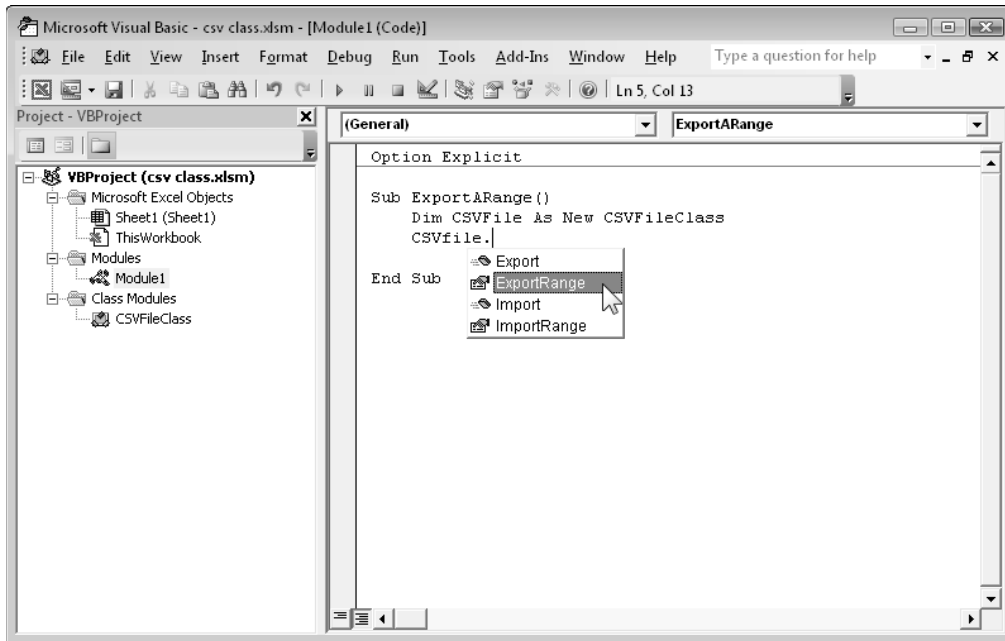 Microsoft Visual Basic - csv class.xlsm - [Module1 (Code)]
File Edit View Insert Format Debug Run Tools Add-Ins Window Help Type a question for help
Ln 5, Col 13
Project - VBProject
(General) ExportARange
VBProject (csv class.xlsm)
Microsoft Excel Objects
Sheet1 (Sheet1)
ThisWorkbook
Modules
Module1
Class Modules
CSVFileClass
Option Explicit
Sub ExportARange()
Dim CSVFile As New CSVFileClass
CSVfile.
Export
ExportRange
Import
ImportRange
End Sub